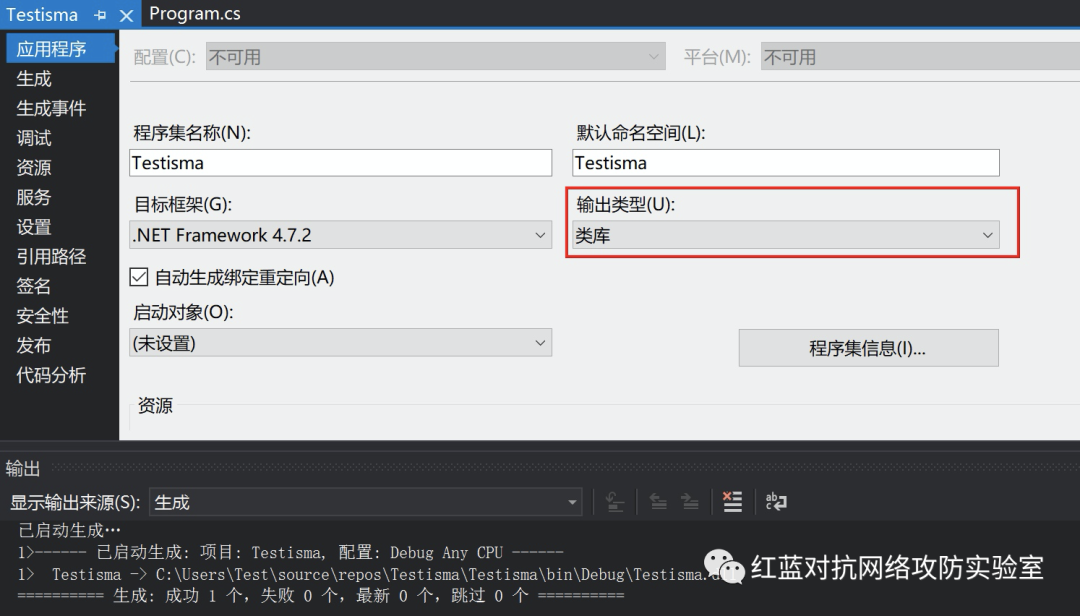 Testisma
Program.cs
应用程序
生成
生成事件
调试
资源
服务
设置
引用路径
签名
安全性
发布
代码分析
配置(C): 不可用 平台(M): 不可用
程序集名称(N):
Testisma
默认命名空间(L):
Testisma
目标框架(G):
.NET Framework 4.7.2
输出类型(U):
类库
自动生成绑定重定向(A)
启动对象(O):
(未设置)
程序集信息(I)...
资源
输出
显示输出来源(S): 生成
已启动生成…
1>------ 已启动生成: 项目: Testisma, 配置: Debug Any CPU ------
1> Testisma -> C:\Users\Test\source\repos\Testisma\Testisma\bin\Debug\Testisma.
========== 生成: 成功 1 个，失败 0 个，最新 0 个，跳过 0 个 ==========
红蓝对抗网络攻防实验室